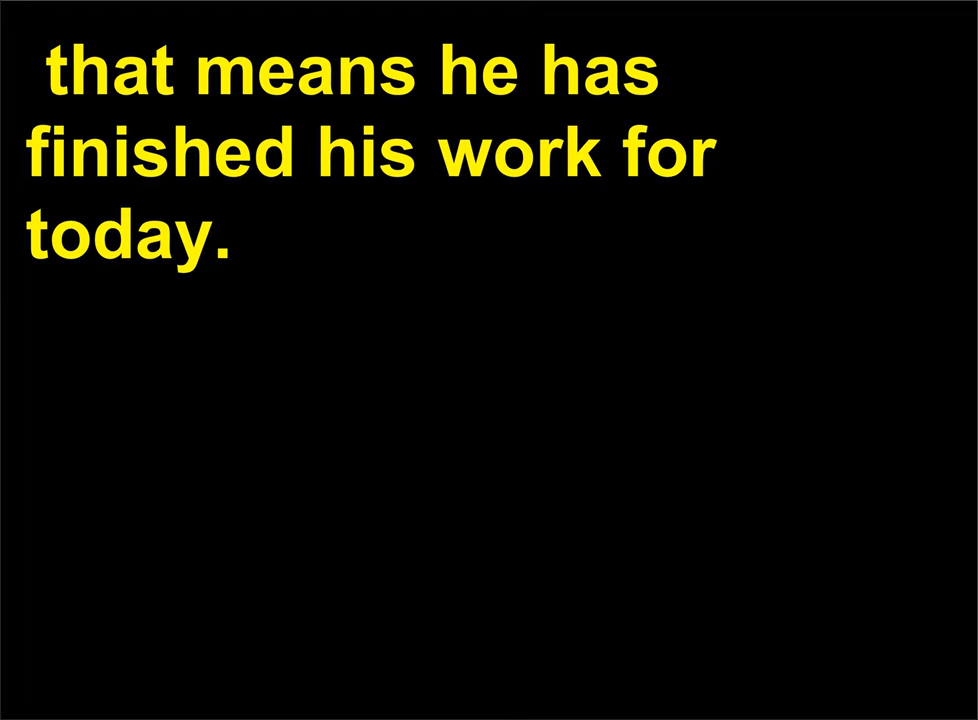 that means he has
finished his work for
today.